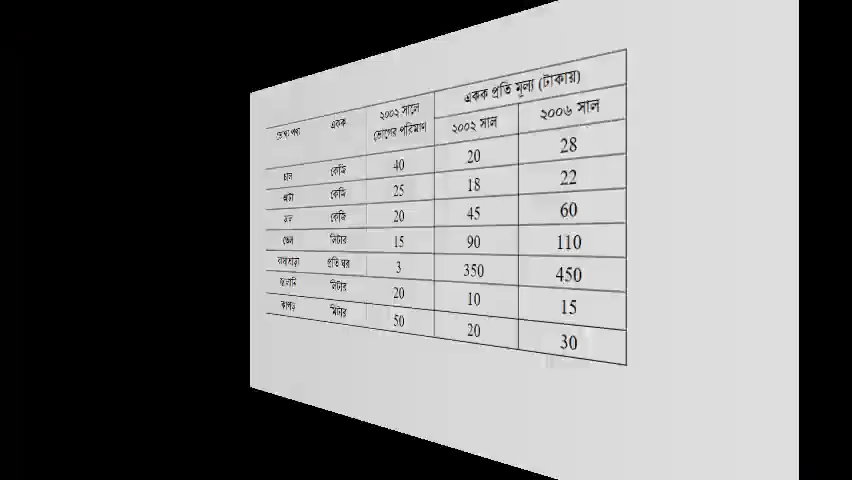 একক প্রতি মূল্য (টাকায়)
ভোগ্য পণ্য একক ২০০২ সালে ভোগের পরিমাণ ২০০২ সাল ২০০৬ সাল
চাল কেজি 40 20 28
আটা কেজি 25 18 22
ডাল কেজি 20 45 60
তেল লিটার 15 90 110
বাসাভাড়া প্রতি ঘর 3 350 450
জ্বালানি লিটার 20 10 15
কাপড় মিটার 50 20 30